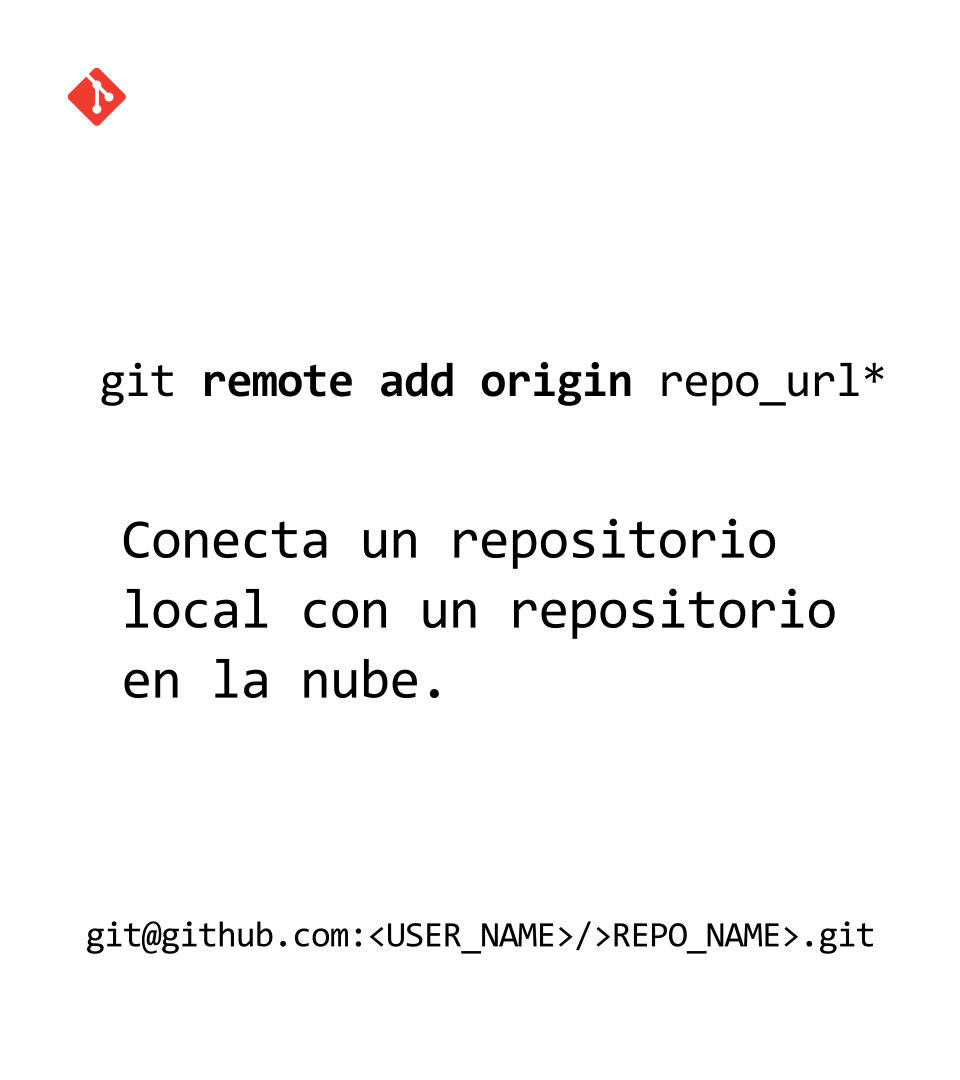 git remote add origin repo_url*
Conecta un repositorio
local con un repositorio
en la nube.
git@github.com:<USER_NAME>/>REPO_NAME>.git